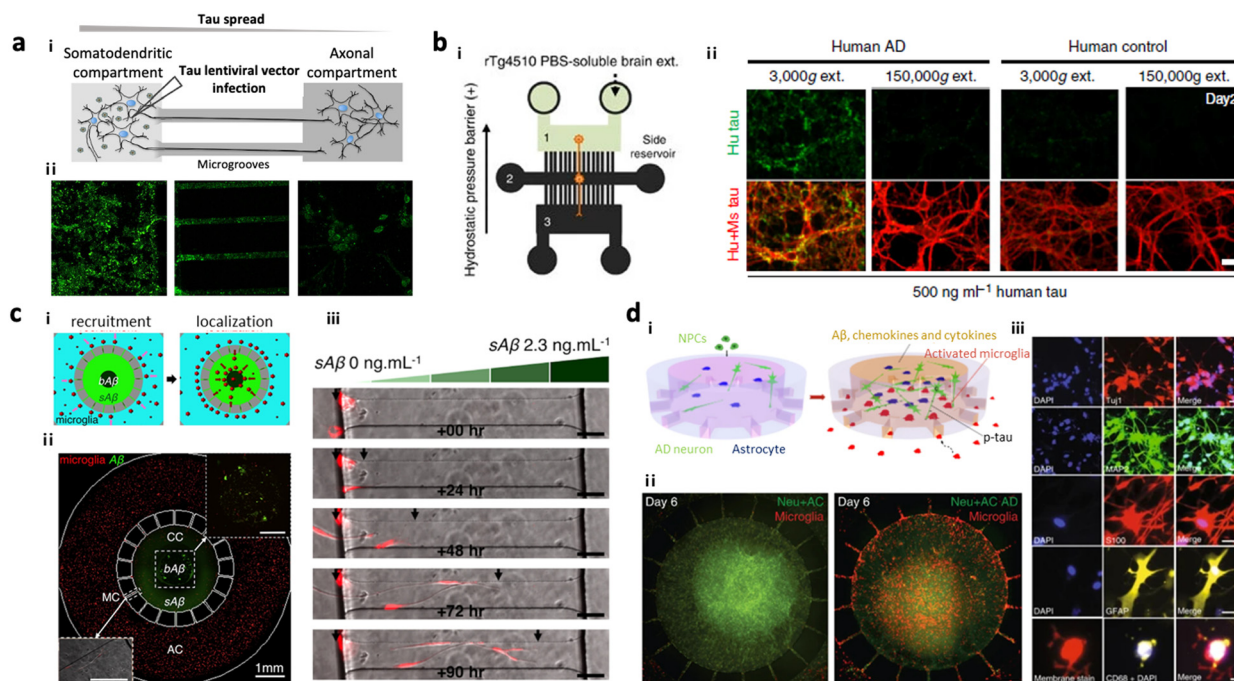 a
Tau spread
i
Somatodendritic
compartment
Tau lentiviral vector
infection
Axonal
compartment
Microgrooves
ii
b
i
rTg4510 PBS-soluble brain ext.
Hydrostatic pressure barrier (+)
1
2
3
Side
reservoir
ii
Human AD
Human control
3,000g ext.
150,000g ext.
3,000g ext.
150,000g ext.
Day2
Hu tau
Hu+Ms tau
500 ng ml⁻¹ human tau
c
i
recruitment
localization
bAβ
sAβ
microglia
ii
microglia Aβ
CC
bAβ
sAβ
MC
AC
1mm
iii
sAβ 0 ng.mL⁻¹
sAβ 2.3 ng.mL⁻¹
+00 hr
+24 hr
+48 hr
+72 hr
+90 hr
d
i
NPCs
AD neuron
Astrocyte
Aβ, chemokines and cytokines
Activated microglia
p-tau
ii
Day 6
Neu+AC
Microglia
Day 6
Neu+AC AD
Microglia
iii
DAPI
Tuj1
Merge
DAPI
MAP2
Merge
DAPI
S100
Merge
DAPI
GFAP
Merge
Membrane stain
CD68 + DAPI
Merge